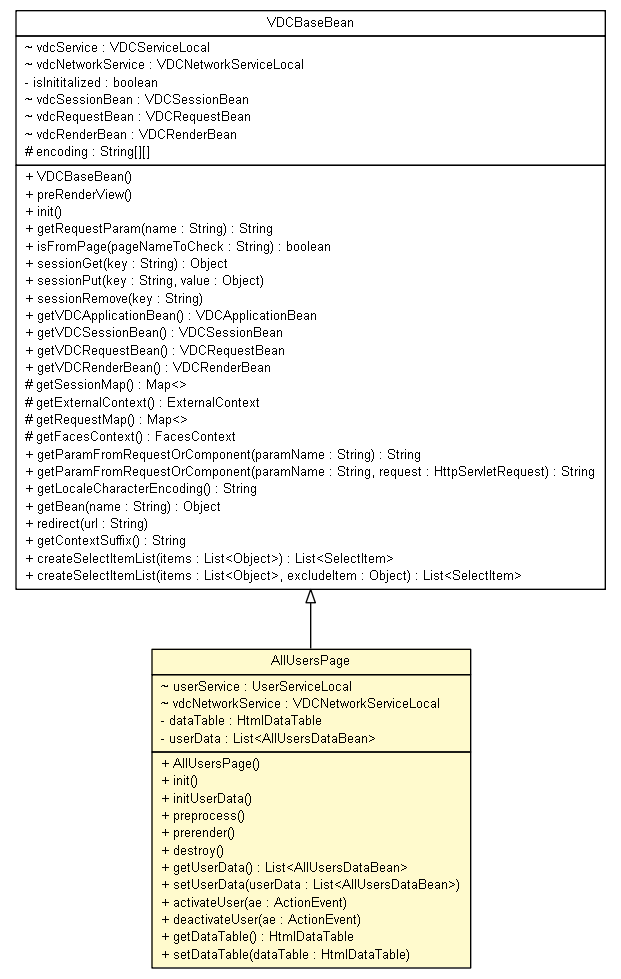 VDCBaseBean
~ vdcService : VDCServiceLocal
~ vdcNetworkService : VDCNetworkServiceLocal
- isInititalized : boolean
~ vdcSessionBean : VDCSessionBean
~ vdcRequestBean : VDCRequestBean
~ vdcRenderBean : VDCRenderBean
# encoding : String[][]
+ VDCBaseBean()
+ preRenderView()
+ init()
+ getRequestParam(name : String) : String
+ isFromPage(pageNameToCheck : String) : boolean
+ sessionGet(key : String) : Object
+ sessionPut(key : String, value : Object)
+ sessionRemove(key : String)
+ getVDCApplicationBean() : VDCApplicationBean
+ getVDCSessionBean() : VDCSessionBean
+ getVDCRequestBean() : VDCRequestBean
+ getVDCRenderBean() : VDCRenderBean
# getSessionMap() : Map<>
# getExternalContext() : ExternalContext
# getRequestMap() : Map<>
# getFacesContext() : FacesContext
+ getParamFromRequestOrComponent(paramName : String) : String
+ getParamFromRequestOrComponent(paramName : String, request : HttpServletRequest) : String
+ getLocaleCharacterEncoding() : String
+ getBean(name : String) : Object
+ redirect(url : String)
+ getContextSuffix() : String
+ createSelectItemList(items : List<Object>) : List<SelectItem>
+ createSelectItemList(items : List<Object>, excludeItem : Object) : List<SelectItem>
AllUsersPage
~ userService : UserServiceLocal
~ vdcNetworkService : VDCNetworkServiceLocal
- dataTable : HtmlDataTable
- userData : List<AllUsersDataBean>
+ AllUsersPage()
+ init()
+ initUserData()
+ preprocess()
+ prerender()
+ destroy()
+ getUserData() : List<AllUsersDataBean>
+ setUserData(userData : List<AllUsersDataBean>)
+ activateUser(ae : ActionEvent)
+ deactivateUser(ae : ActionEvent)
+ getDataTable() : HtmlDataTable
+ setDataTable(dataTable : HtmlDataTable)